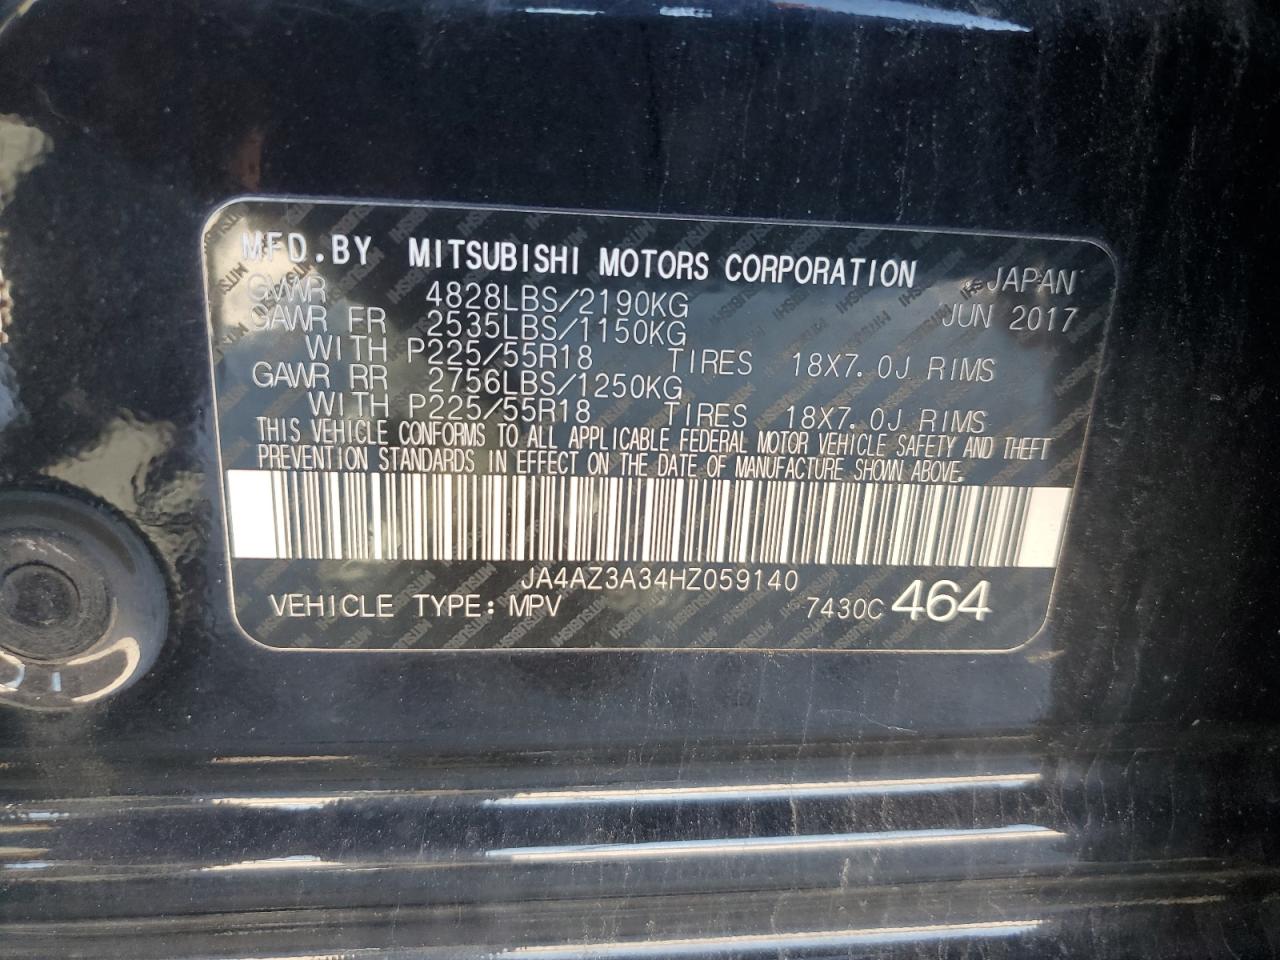 MFD.BY MITSUBISHI MOTORS CORPORATION JAPAN
GVWR 4828LBS/2190KG JUN 2017
GAWR FR 2535LBS/1150KG
WITH P225/55R18 TIRES 18X7.0J RIMS
GAWR RR 2756LBS/1250KG
WITH P225/55R18 TIRES 18X7.0J RIMS
THIS VEHICLE CONFORMS TO ALL APPLICABLE FEDERAL MOTOR VEHICLE SAFETY AND THEFT
PREVENTION STANDARDS IN EFFECT ON THE DATE OF MANUFACTURE SHOWN ABOVE.
JA4AZ3A34HZ059140
VEHICLE TYPE: MPV 7430C 464